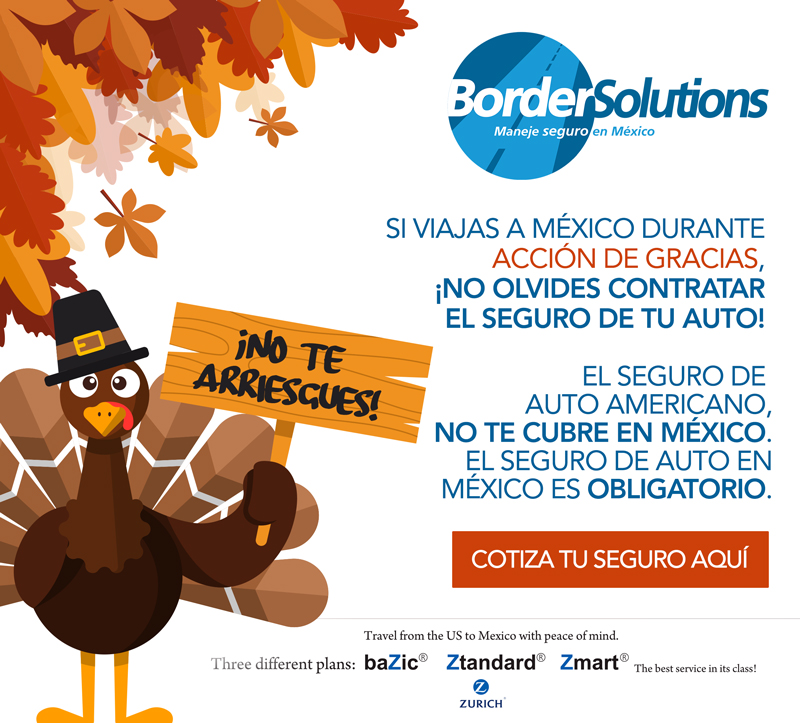 BorderSolutions
Maneje seguro en México
SI VIAJAS A MÉXICO DURANTE
ACCIÓN DE GRACIAS,
¡NO OLVIDES CONTRATAR
EL SEGURO DE TU AUTO!
¡NO TE
ARRIESGUES!
EL SEGURO DE
AUTO AMERICANO,
NO TE CUBRE EN MÉXICO.
EL SEGURO DE AUTO EN
MÉXICO ES OBLIGATORIO.
COTIZA TU SEGURO AQUÍ
Travel from the US to Mexico with peace of mind.
Three different plans: baZic® Ztandard® Zmart® The best service in its class!
Z
ZURICH